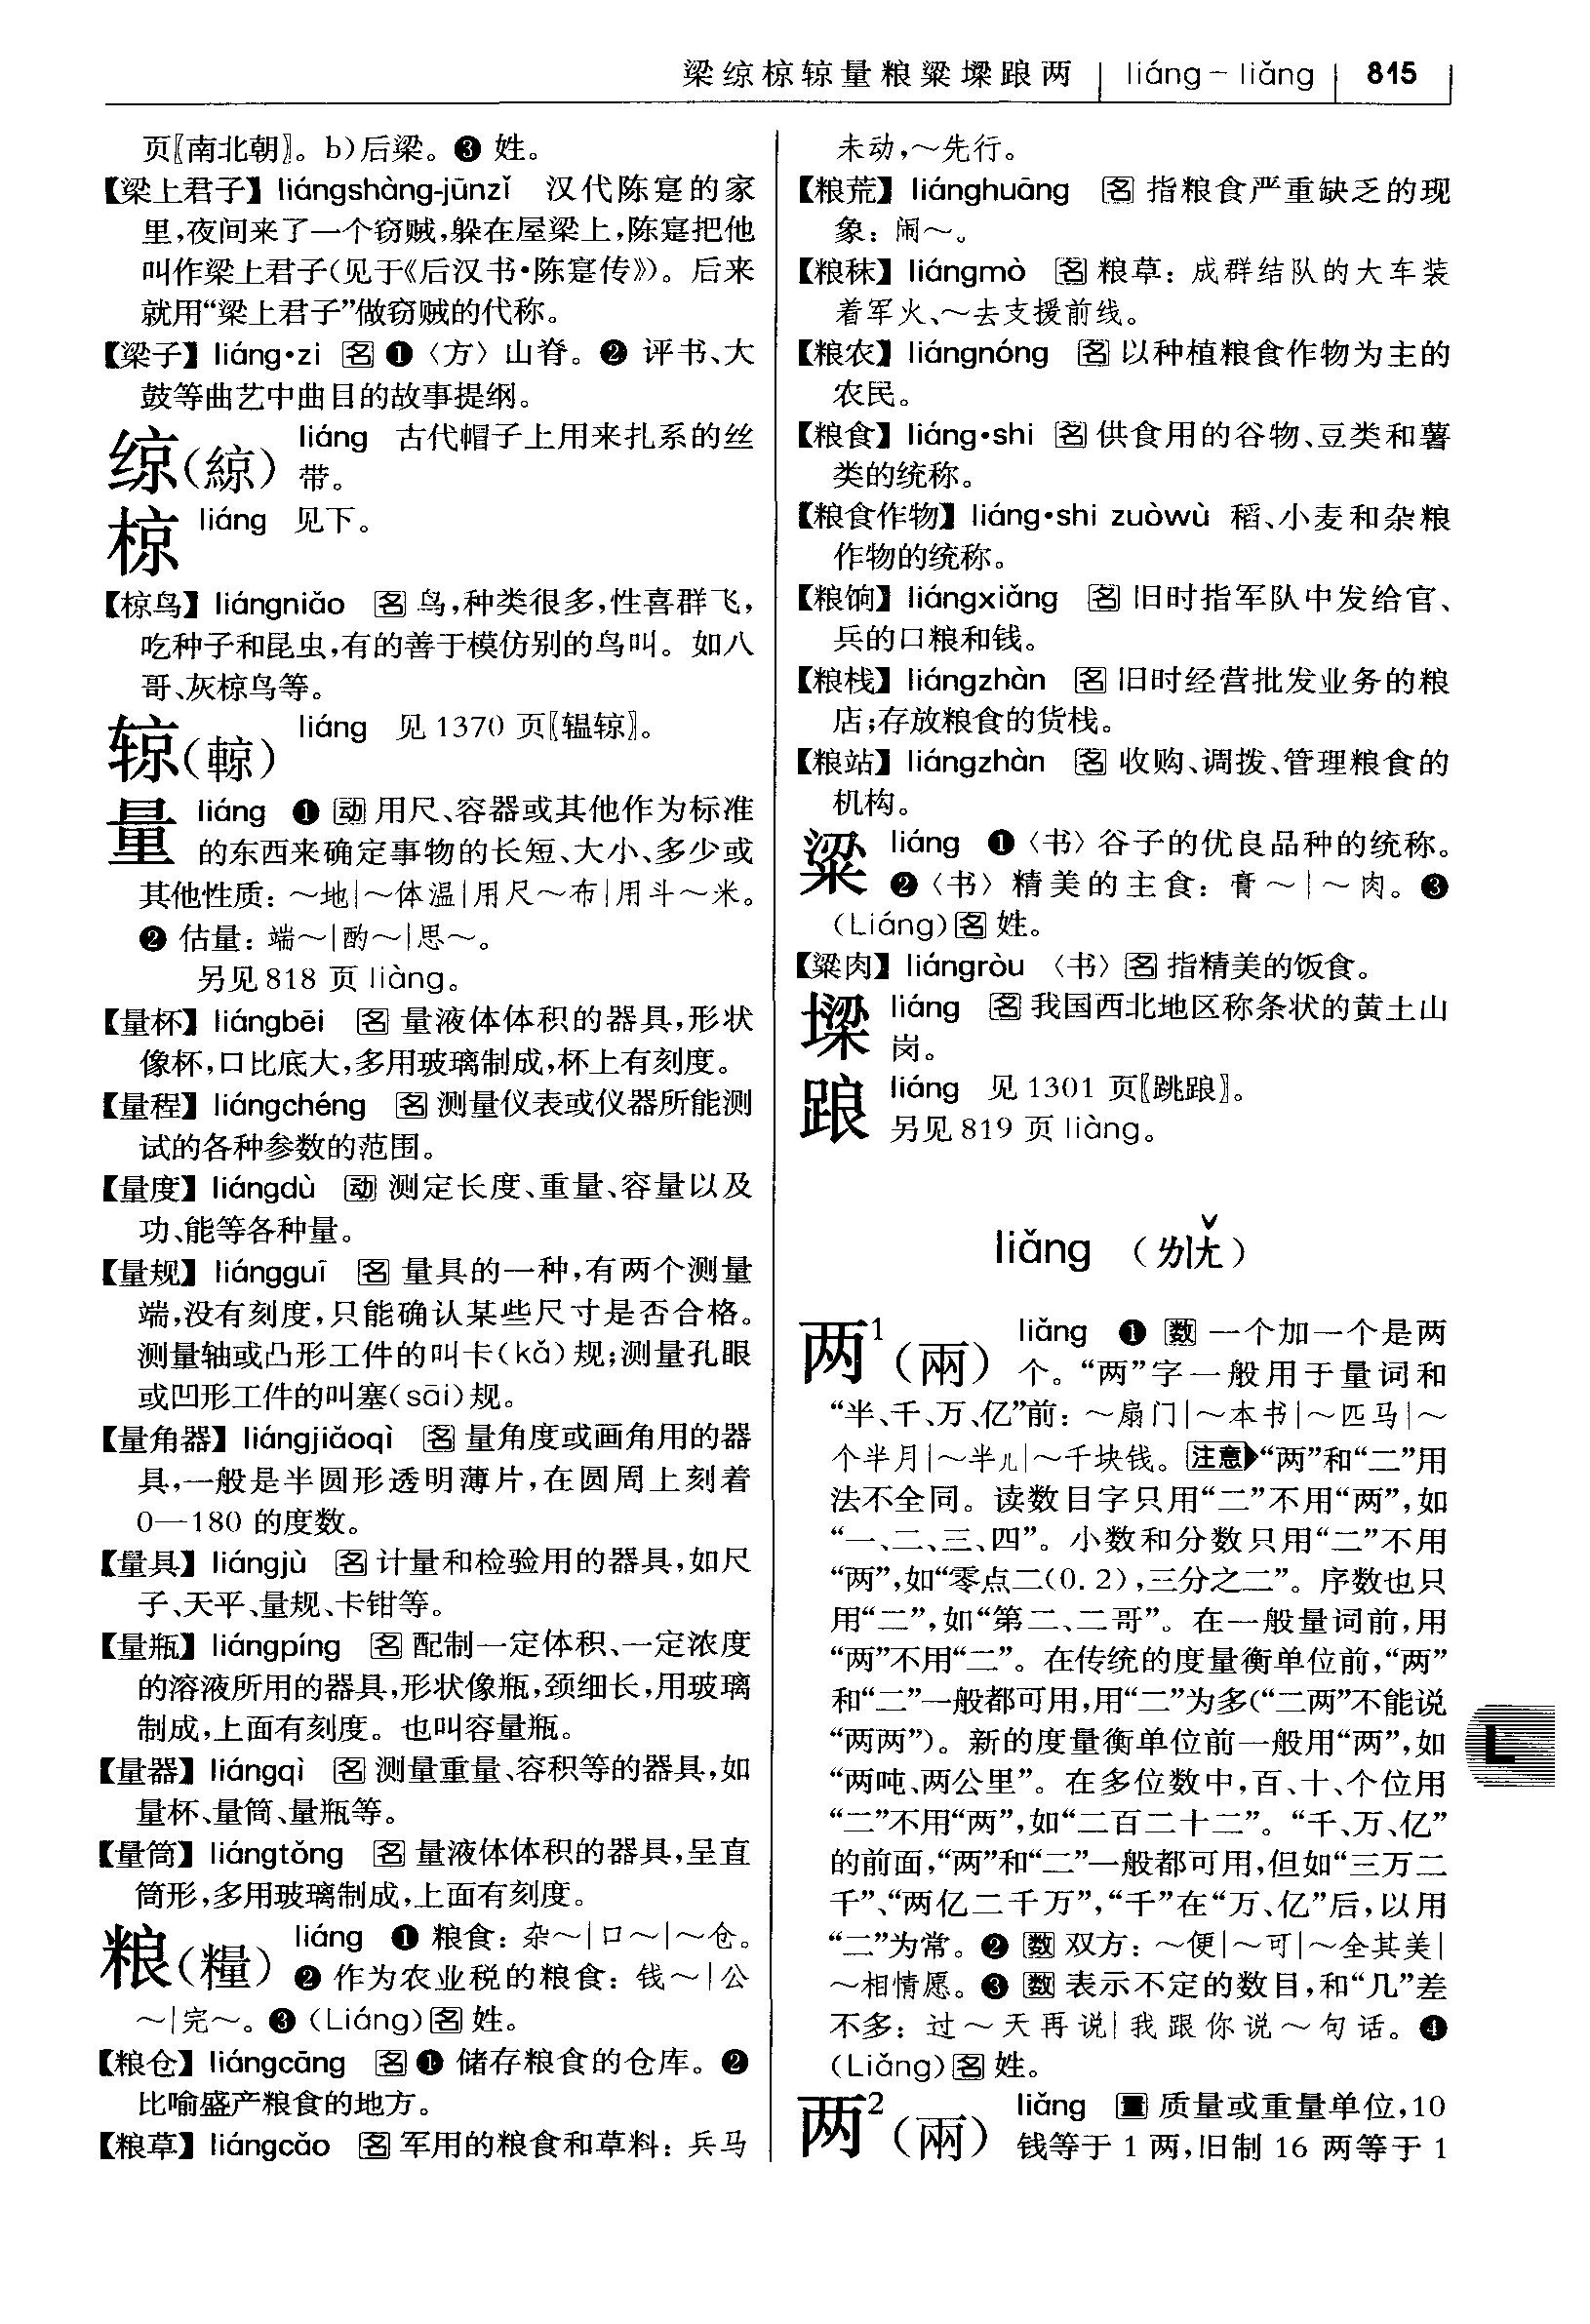 梁综椋辌量粮粱墚踉两 | liáng－liǎng | 815
页〖南北朝〗。b）后梁。❸ 姓。
【梁上君子】liángshàng-jūnzǐ 汉代陈寔的家
里，夜间来了一个窃贼，躲在屋梁上，陈寔把他
叫作梁上君子（见于《后汉书•陈寔传》）。后来
就用“梁上君子”做窃贼的代称。
【梁子】liáng•zi 名 ❶〈方〉山脊。❷ 评书、大
鼓等曲艺中曲目的故事提纲。
𫟅（綡） liáng 古代帽子上用来扎系的丝
带。
椋 liáng 见下。
【椋鸟】liángniǎo 名 鸟，种类很多，性喜群飞，
吃种子和昆虫，有的善于模仿别的鸟叫。如八
哥、灰椋鸟等。
辌（輬） liáng 见1370 页〖辒辌〗。
量 liáng ❶ 动 用尺、容器或其他作为标准
的东西来确定事物的长短、大小、多少或
其他性质：～地|～体温|用尺～布|用斗～米。
❷ 估量：端～|酌～|思～。
另见818 页 liàng。
【量杯】liángbēi 名 量液体体积的器具，形状
像杯，口比底大，多用玻璃制成，杯上有刻度。
【量程】liángchéng 名 测量仪表或仪器所能测
试的各种参数的范围。
【量度】liángdù 动 测定长度、重量、容量以及
功、能等各种量。
【量规】liángguī 名 量具的一种，有两个测量
端，没有刻度，只能确认某些尺寸是否合格。
测量轴或凸形工件的叫卡（kǎ）规；测量孔眼
或凹形工件的叫塞（sāi）规。
【量角器】liángjiǎoqì 名 量角度或画角用的器
具，一般是半圆形透明薄片，在圆周上刻着
0—180 的度数。
【量具】liángjù 名 计量和检验用的器具，如尺
子、天平、量规、卡钳等。
【量瓶】liángpíng 名 配制一定体积、一定浓度
的溶液所用的器具，形状像瓶，颈细长，用玻璃
制成，上面有刻度。也叫容量瓶。
【量器】liángqì 名 测量重量、容积等的器具，如
量杯、量筒、量瓶等。
【量筒】liángtǒng 名 量液体体积的器具，呈直
筒形，多用玻璃制成，上面有刻度。
粮（糧） liáng ❶ 粮食：杂～|口～|～仓。
❷ 作为农业税的粮食：钱～|公
～|完～。❸（Liáng）名 姓。
【粮仓】liángcāng 名 ❶ 储存粮食的仓库。❷
比喻盛产粮食的地方。
【粮草】liángcǎo 名 军用的粮食和草料：兵马
未动，～先行。
【粮荒】liánghuāng 名 指粮食严重缺乏的现
象：闹～。
【粮秣】liángmò 名 粮草：成群结队的大车装
着军火、～去支援前线。
【粮农】liángnóng 名 以种植粮食作物为主的
农民。
【粮食】liáng•shi 名 供食用的谷物、豆类和薯
类的统称。
【粮食作物】liáng•shi zuòwù 稻、小麦和杂粮
作物的统称。
【粮饷】liángxiǎng 名 旧时指军队中发给官、
兵的口粮和钱。
【粮栈】liángzhàn 名 旧时经营批发业务的粮
店；存放粮食的货栈。
【粮站】liángzhàn 名 收购、调拨、管理粮食的
机构。
粱 liáng ❶〈书〉谷子的优良品种的统称。
❷〈书〉精美的主食：膏～|～肉。❸
（Liáng）名 姓。
【粱肉】liángròu 〈书〉名 指精美的饭食。
墚 liáng 名 我国西北地区称条状的黄土山
岗。
踉 liáng 见1301 页〖跳踉〗。
另见819 页 liàng。
liǎng （ㄌㄧㄤˇ）
两¹（兩） liǎng ❶ 数 一个加一个是两
个。“两”字一般用于量词和
“半、千、万、亿”前：～扇门|～本书|～匹马|～
个半月|～半儿|～千块钱。注意▶“两”和“二”用
法不全同。读数目字只用“二”不用“两”，如
“一、二、三、四”。小数和分数只用“二”不用
“两”，如“零点二（0.2），三分之二”。序数也只
用“二”，如“第二、二哥”。在一般量词前，用
“两”不用“二”。在传统的度量衡单位前，“两”
和“二”一般都可用，用“二”为多（“二两”不能说
“两两”）。新的度量衡单位前一般用“两”，如
“两吨、两公里”。在多位数中，百、十、个位用
“二”不用“两”，如“二百二十二”。“千、万、亿”
的前面，“两”和“二”一般都可用，但如“三万二
千”、“两亿二千万”，“千”在“万、亿”后，以用
“二”为常。❷ 数 双方：～便|～可|～全其美|
～相情愿。❸ 数 表示不定的数目，和“几”差
不多：过～天再说|我跟你说～句话。❹
（Liǎng）名 姓。
两²（兩） liǎng 量 质量或重量单位，10
钱等于 1 两，旧制 16 两等于 1
L